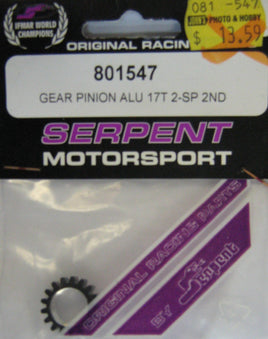 081-547
JOHN'S PHOTO & HOBBY
$ 13.59
IFMAR WORLD
CHAMPIONS
ORIGINAL RACIN
801547
GEAR PINION ALU 17T 2-SP 2ND
SERPENT
MOTORSPORT
ORIGINAL RACING PARTS
BY Serpent